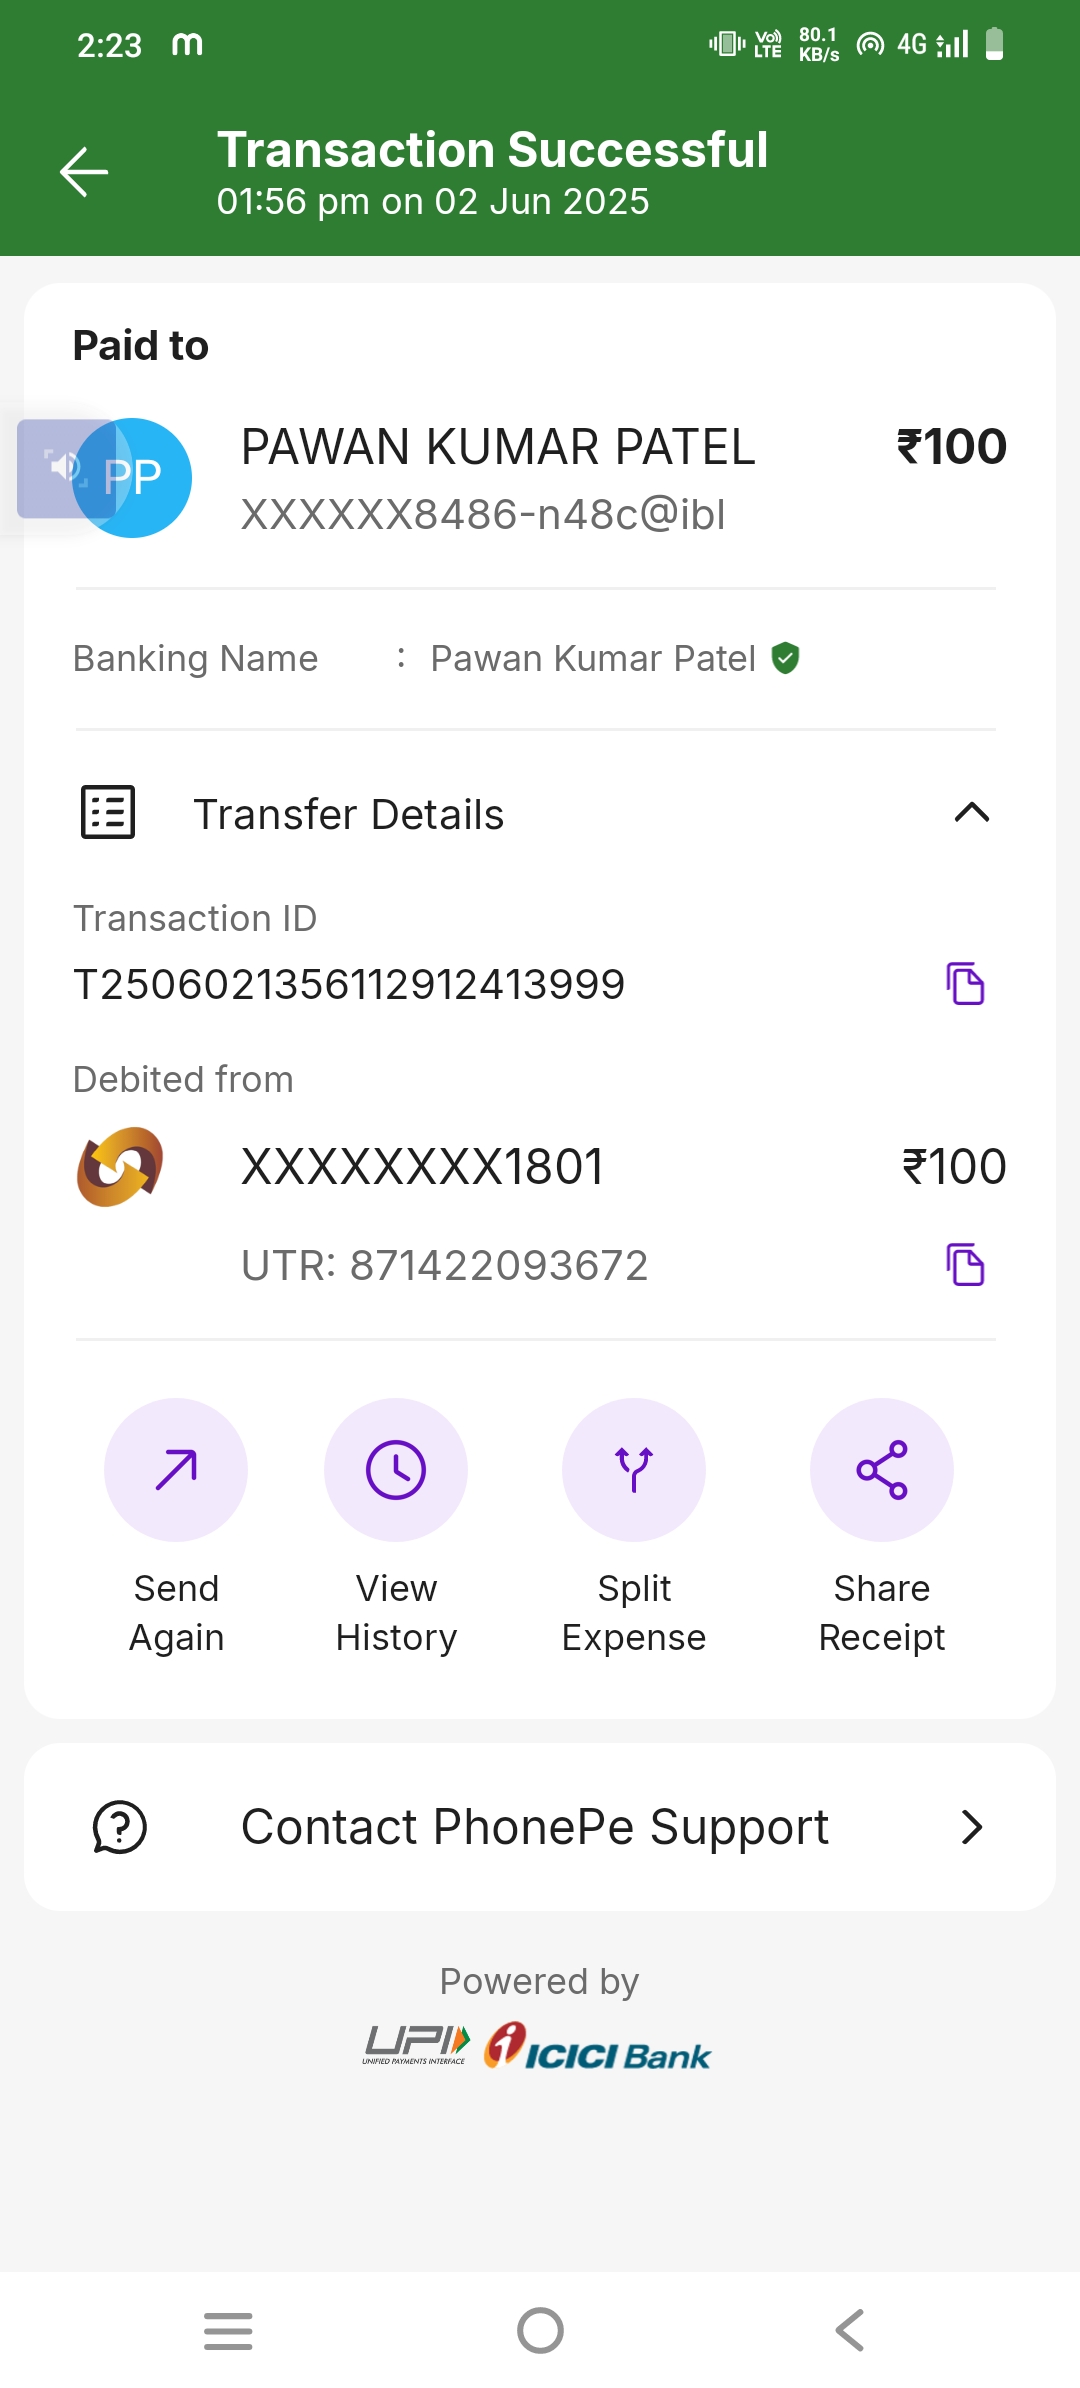 2:23 m VoLTE 80.1 KB/s 4G
Transaction Successful
01:56 pm on 02 Jun 2025
Paid to
PP PAWAN KUMAR PATEL ₹100
XXXXXX8486-n48c@ibl
Banking Name : Pawan Kumar Patel
Transfer Details
Transaction ID
T2506021356112912413999
Debited from
XXXXXXXX1801 ₹100
UTR: 871422093672
Send Again
View History
Split Expense
Share Receipt
Contact PhonePe Support
Powered by
UPI ICICI Bank
UNIFIED PAYMENTS INTERFACE